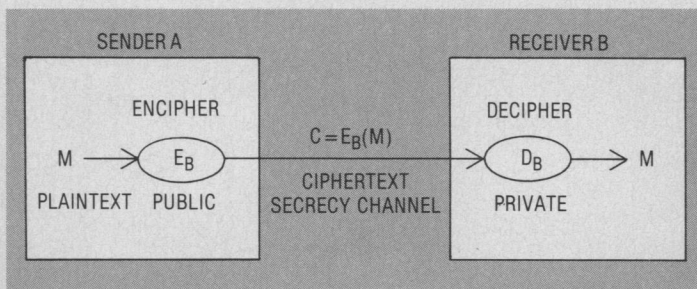 SENDER A
RECEIVER B
ENCIPHER
DECIPHER
C=E_B(M)
M
E_B
D_B
M
PLAINTEXT
PUBLIC
CIPHERTEXT
SECRECY CHANNEL
PRIVATE